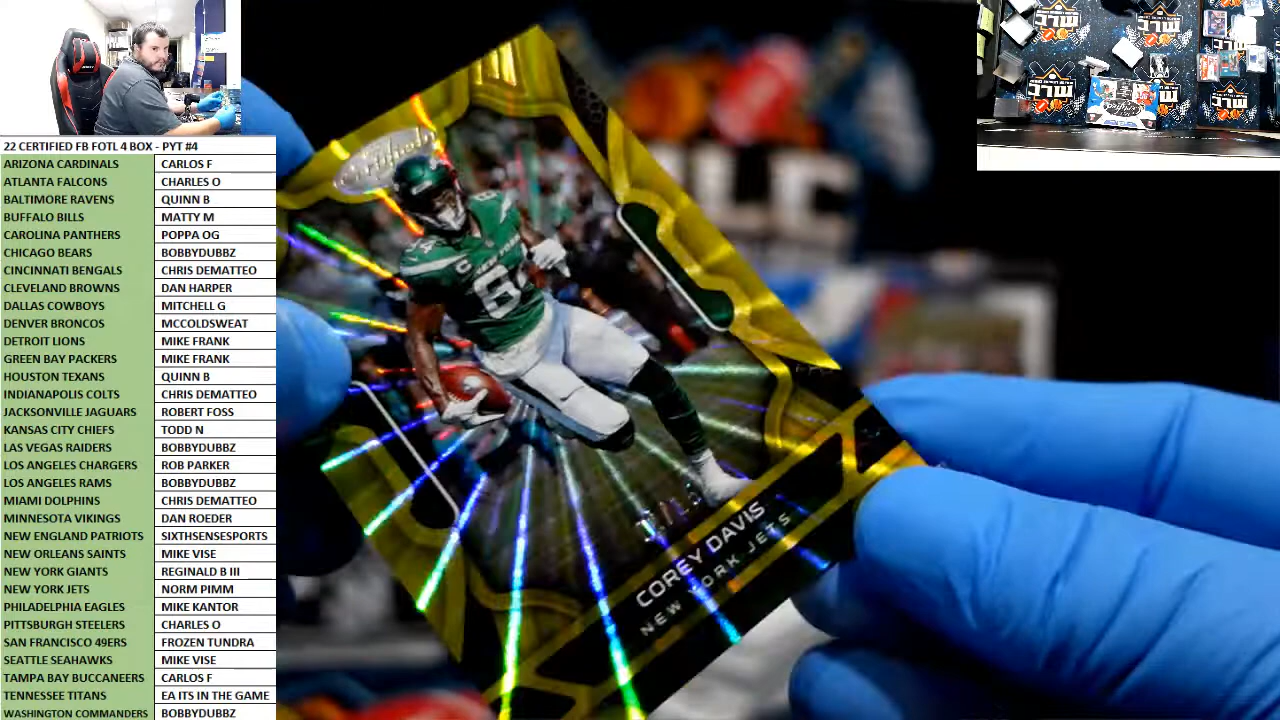 22 CERTIFIED FB FOTL 4 BOX - PYT #4
ARIZONA CARDINALS CARLOS F
ATLANTA FALCONS CHARLES O
BALTIMORE RAVENS QUINN B
BUFFALO BILLS MATTY M
CAROLINA PANTHERS POPPA OG
CHICAGO BEARS BOBBYDUBBZ
CINCINNATI BENGALS CHRIS DEMATTEO
CLEVELAND BROWNS DAN HARPER
DALLAS COWBOYS MITCHELL G
DENVER BRONCOS MCCOLDSWEAT
DETROIT LIONS MIKE FRANK
GREEN BAY PACKERS MIKE FRANK
HOUSTON TEXANS QUINN B
INDIANAPOLIS COLTS CHRIS DEMATTEO
JACKSONVILLE JAGUARS ROBERT FOSS
KANSAS CITY CHIEFS TODD N
LAS VEGAS RAIDERS BOBBYDUBBZ
LOS ANGELES CHARGERS ROB PARKER
LOS ANGELES RAMS BOBBYDUBBZ
MIAMI DOLPHINS CHRIS DEMATTEO
MINNESOTA VIKINGS DAN ROEDER
NEW ENGLAND PATRIOTS SIXTHSENSESPORTS
NEW ORLEANS SAINTS MIKE VISE
NEW YORK GIANTS REGINALD B III
NEW YORK JETS NORM PIMM
PHILADELPHIA EAGLES MIKE KANTOR
PITTSBURGH STEELERS CHARLES O
SAN FRANCISCO 49ERS FROZEN TUNDRA
SEATTLE SEAHAWKS MIKE VISE
TAMPA BAY BUCCANEERS CARLOS F
TENNESSEE TITANS EA ITS IN THE GAME
WASHINGTON COMMANDERS BOBBYDUBBZ
Certified
NEW YORK
COREY DAVIS
NEW YORK JETS